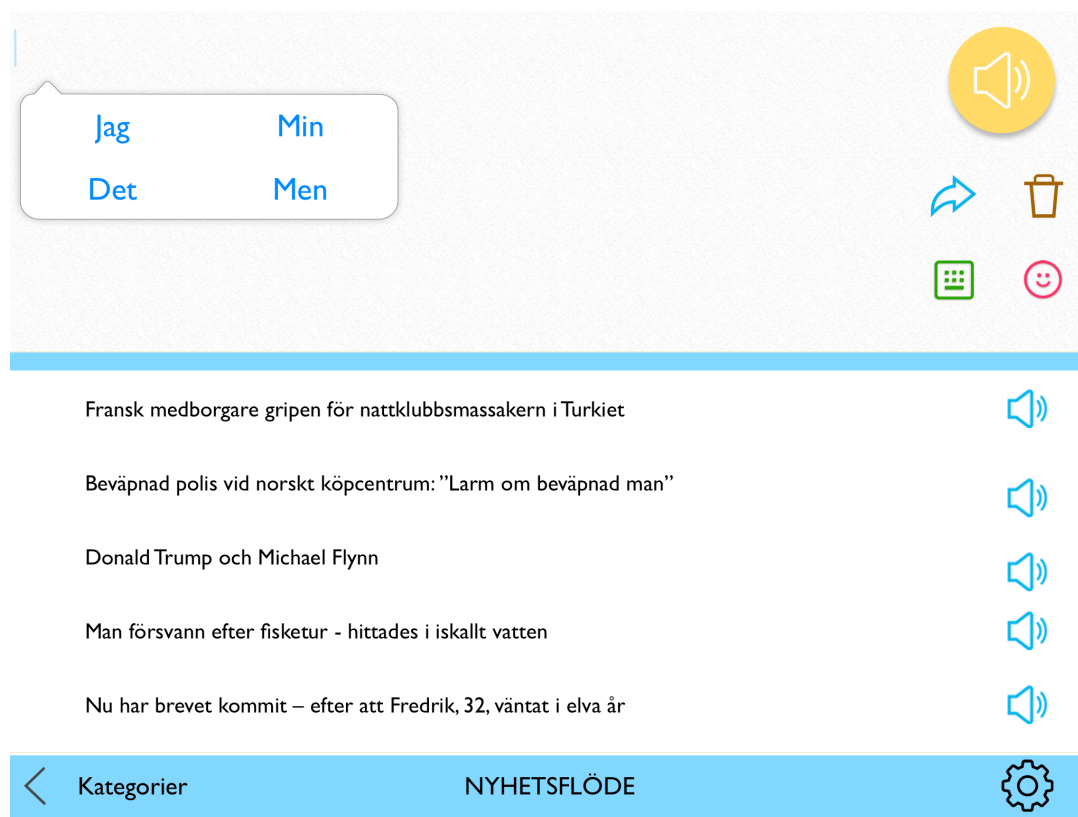 Jag Min
Det Men
Fransk medborgare gripen för nattklubbsmassakern i Turkiet
Beväpnad polis vid norskt köpcentrum: ”Larm om beväpnad man”
Donald Trump och Michael Flynn
Man försvann efter fisketur - hittades i iskallt vatten
Nu har brevet kommit – efter att Fredrik, 32, väntat i elva år
Kategorier NYHETSFLÖDE